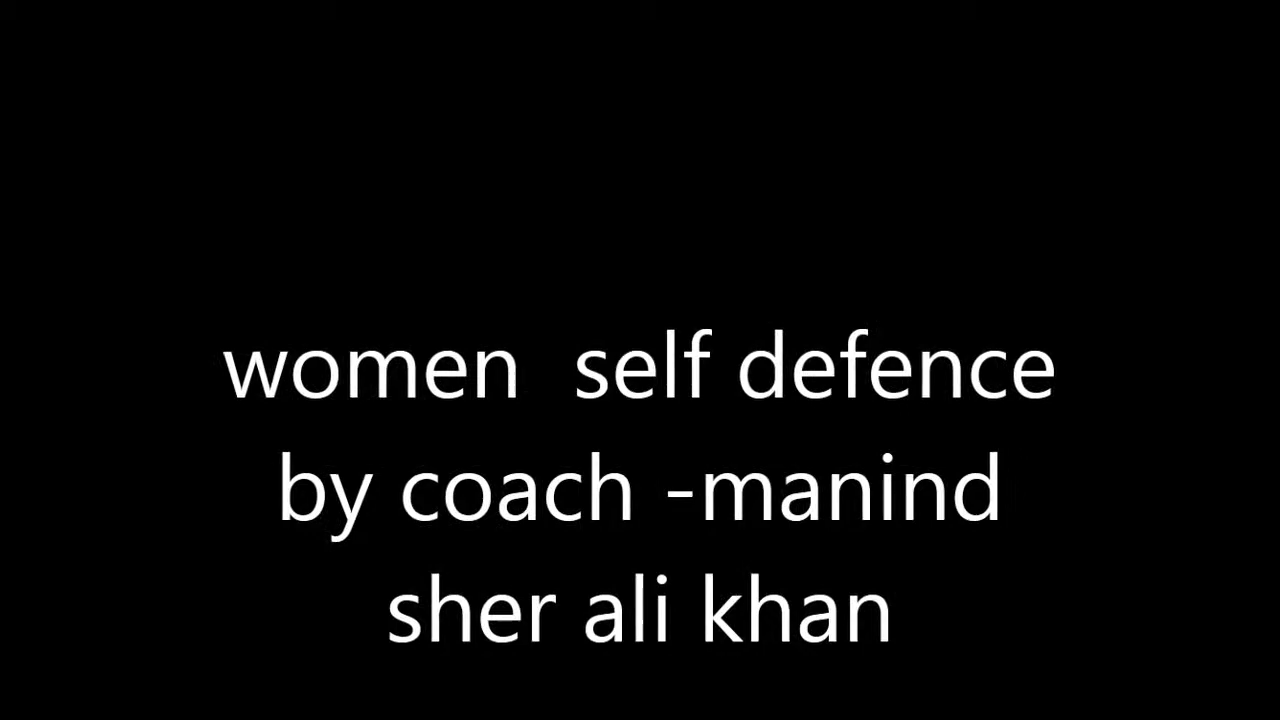 women  self defence
by coach -manind
sher ali khan